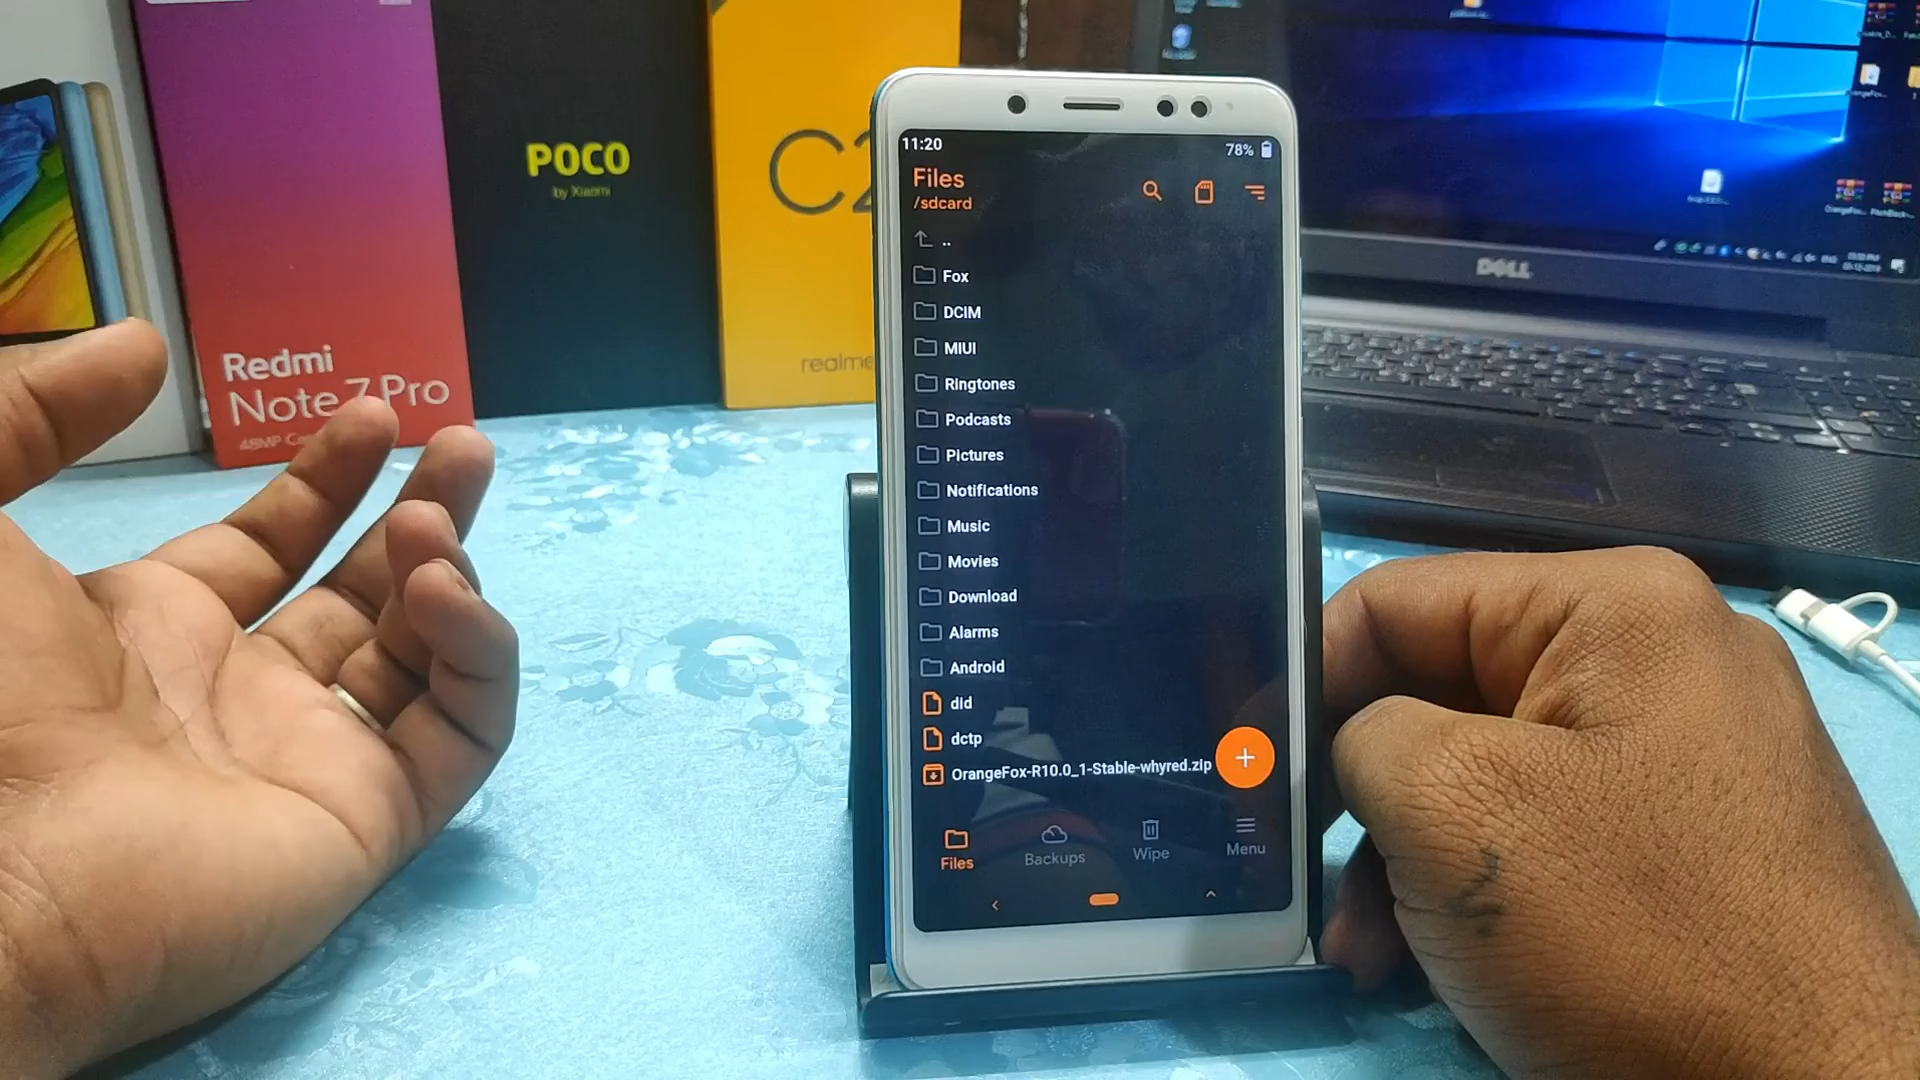 Redmi
Note 7 Pro
POCO
by Xiaomi
C2
realme
11:20
78%
Files
/sdcard
..
Fox
DCIM
MIUI
Ringtones
Podcasts
Pictures
Notifications
Music
Movies
Download
Alarms
Android
did
dctp
OrangeFox-R10.0_1-Stable-whyred.zip
Files
Backups
Wipe
Menu
DELL